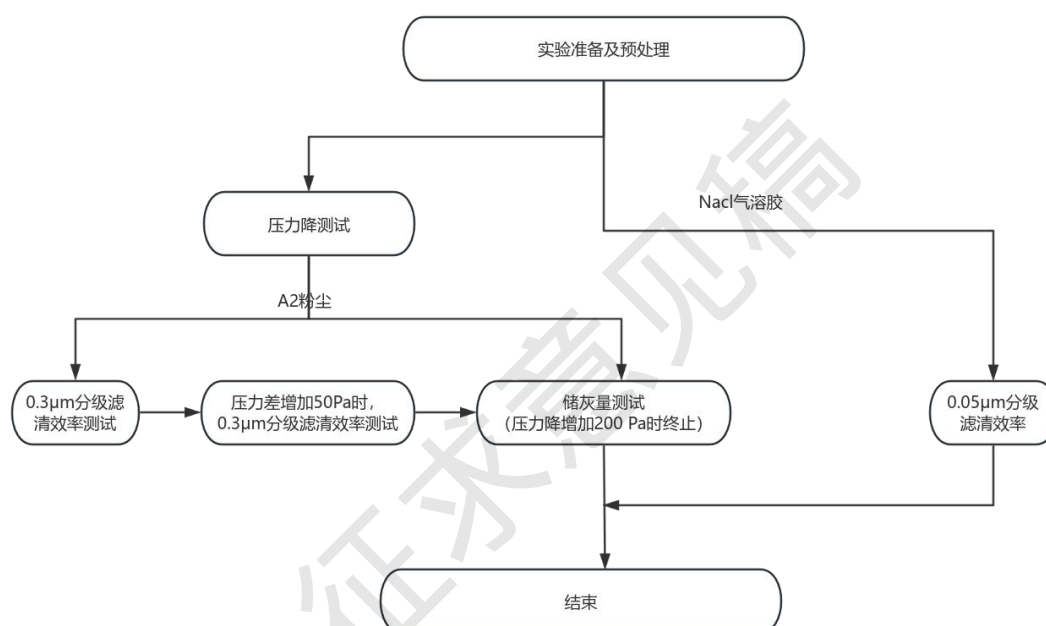 实验准备及预处理
Nacl气溶胶
压力降测试
A2粉尘
0.3μm分级滤
清效率测试
压力差增加50Pa时，
0.3μm分级滤清效率测试
储灰量测试
（压力降增加200 Pa时终止）
0.05μm分级
滤清效率
结束
征求意见稿